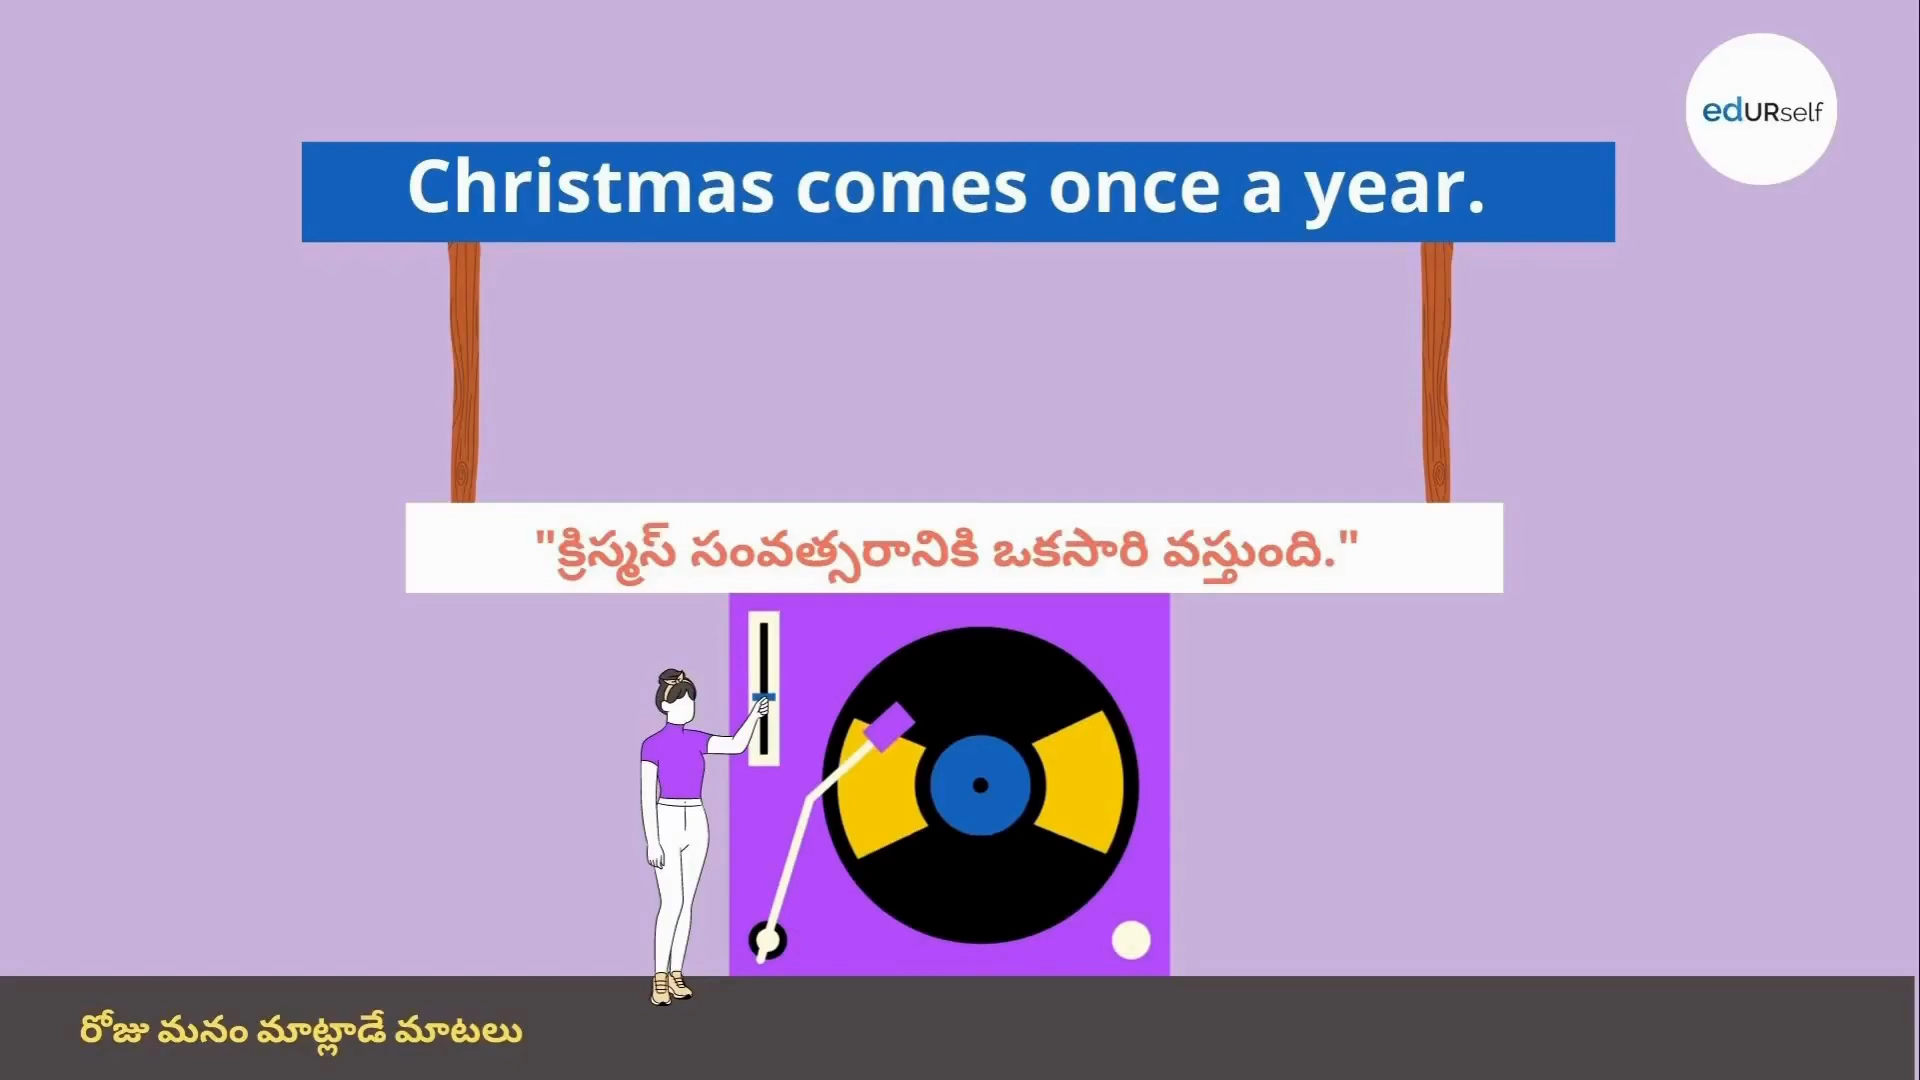 edURself
Christmas comes once a year.
"క్రిస్మస్ సంవత్సరానికి ఒకసారి వస్తుంది."
రోజు మనం మాట్లాడే మాటలు